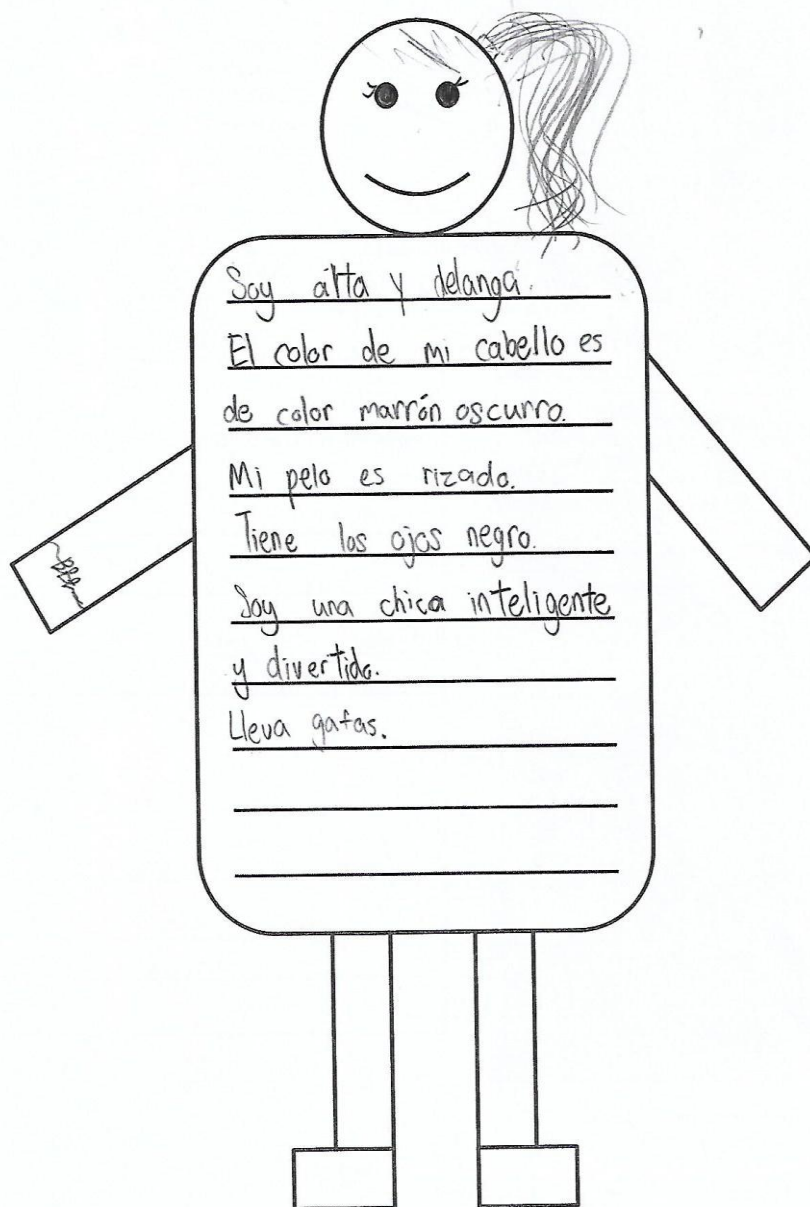 Soy álta y delanga.
El color de mi cabello es
de color marrón oscurro.
Mi pelo es rizado.
Tiene los ojos negro.
Soy una chica inteligente
y divertida.
Lleva gafas.